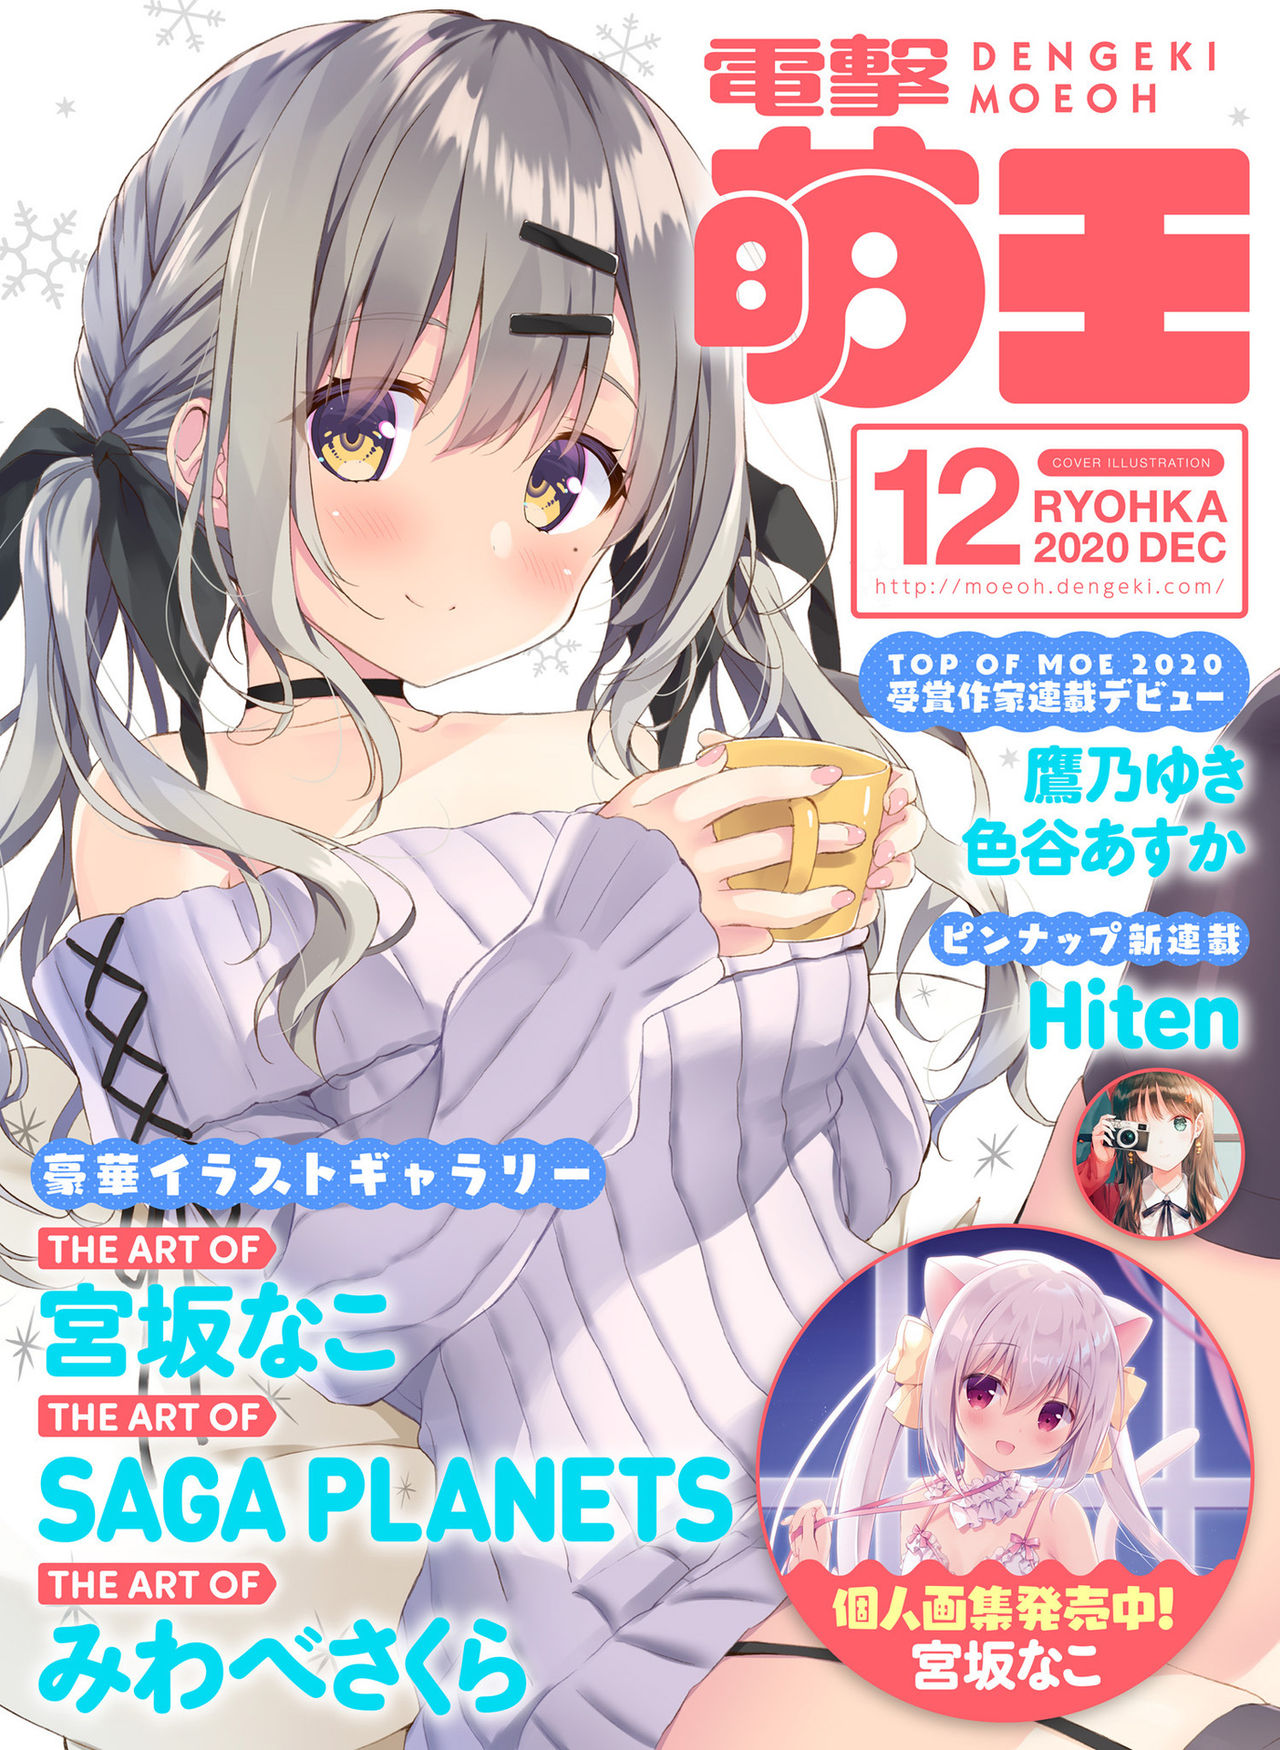 電撃
DENGEKI
MOEOH
萌王
12
COVER ILLUSTRATION
RYOHKA
2020 DEC
http://moeoh.dengeki.com/
TOP OF MOE 2020
受賞作家連載デビュー
鷹乃ゆき
色谷あすか
ピンナップ新連載
Hiten
豪華イラストギャラリー
THE ART OF
宮坂なこ
THE ART OF
SAGA PLANETS
THE ART OF
みわべさくら
個人画集発売中!
宮坂なこ